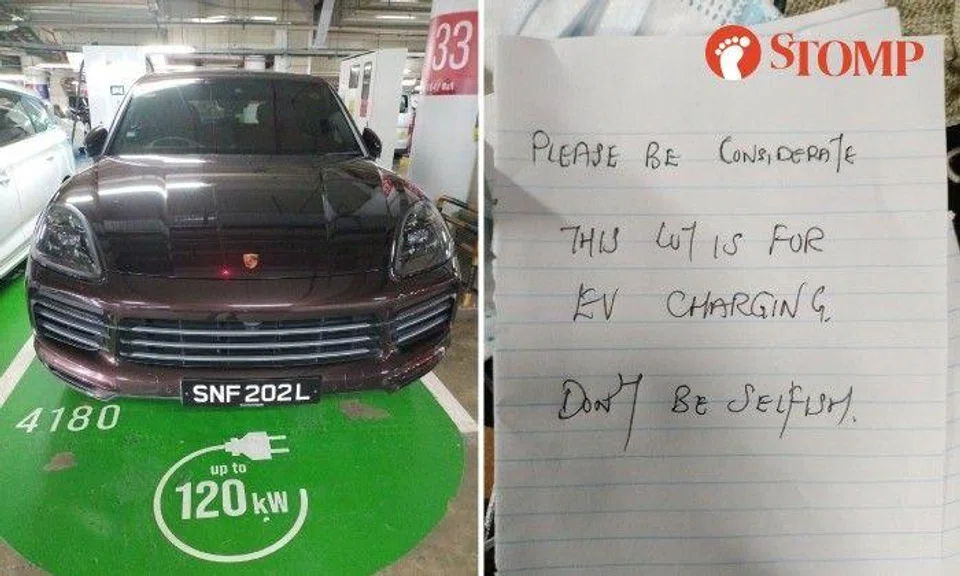 33
SNF 202L
4180
up to
120 kW
STOMP
PLEASE BE CONSIDERATE
THIS LOT IS FOR
EV CHARGING.
DON'T BE SELFISH.